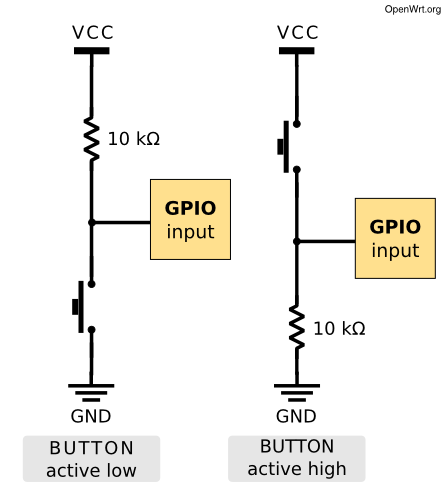 OpenWrt.org
VCC
10 kΩ
GPIO
input
GND
BUTTON
active low
VCC
GPIO
input
10 kΩ
GND
BUTTON
active high